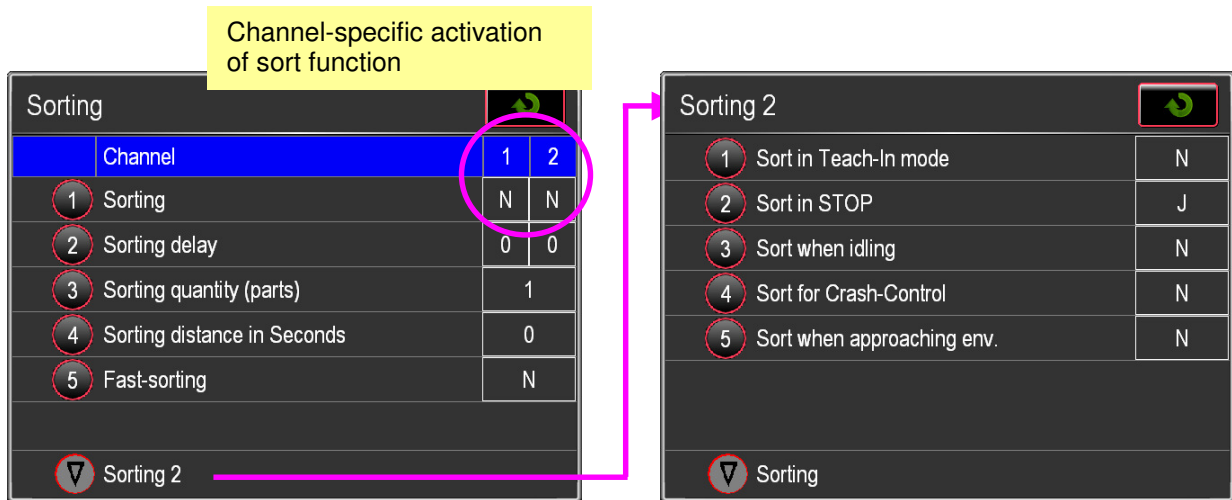 Channel-specific activation
of sort function
Sorting
Channel 1 2
1 Sorting N N
2 Sorting delay 0 0
3 Sorting quantity (parts) 1
4 Sorting distance in Seconds 0
5 Fast-sorting N
Sorting 2
Sorting 2
1 Sort in Teach-In mode N
2 Sort in STOP J
3 Sort when idling N
4 Sort for Crash-Control N
5 Sort when approaching env. N
Sorting